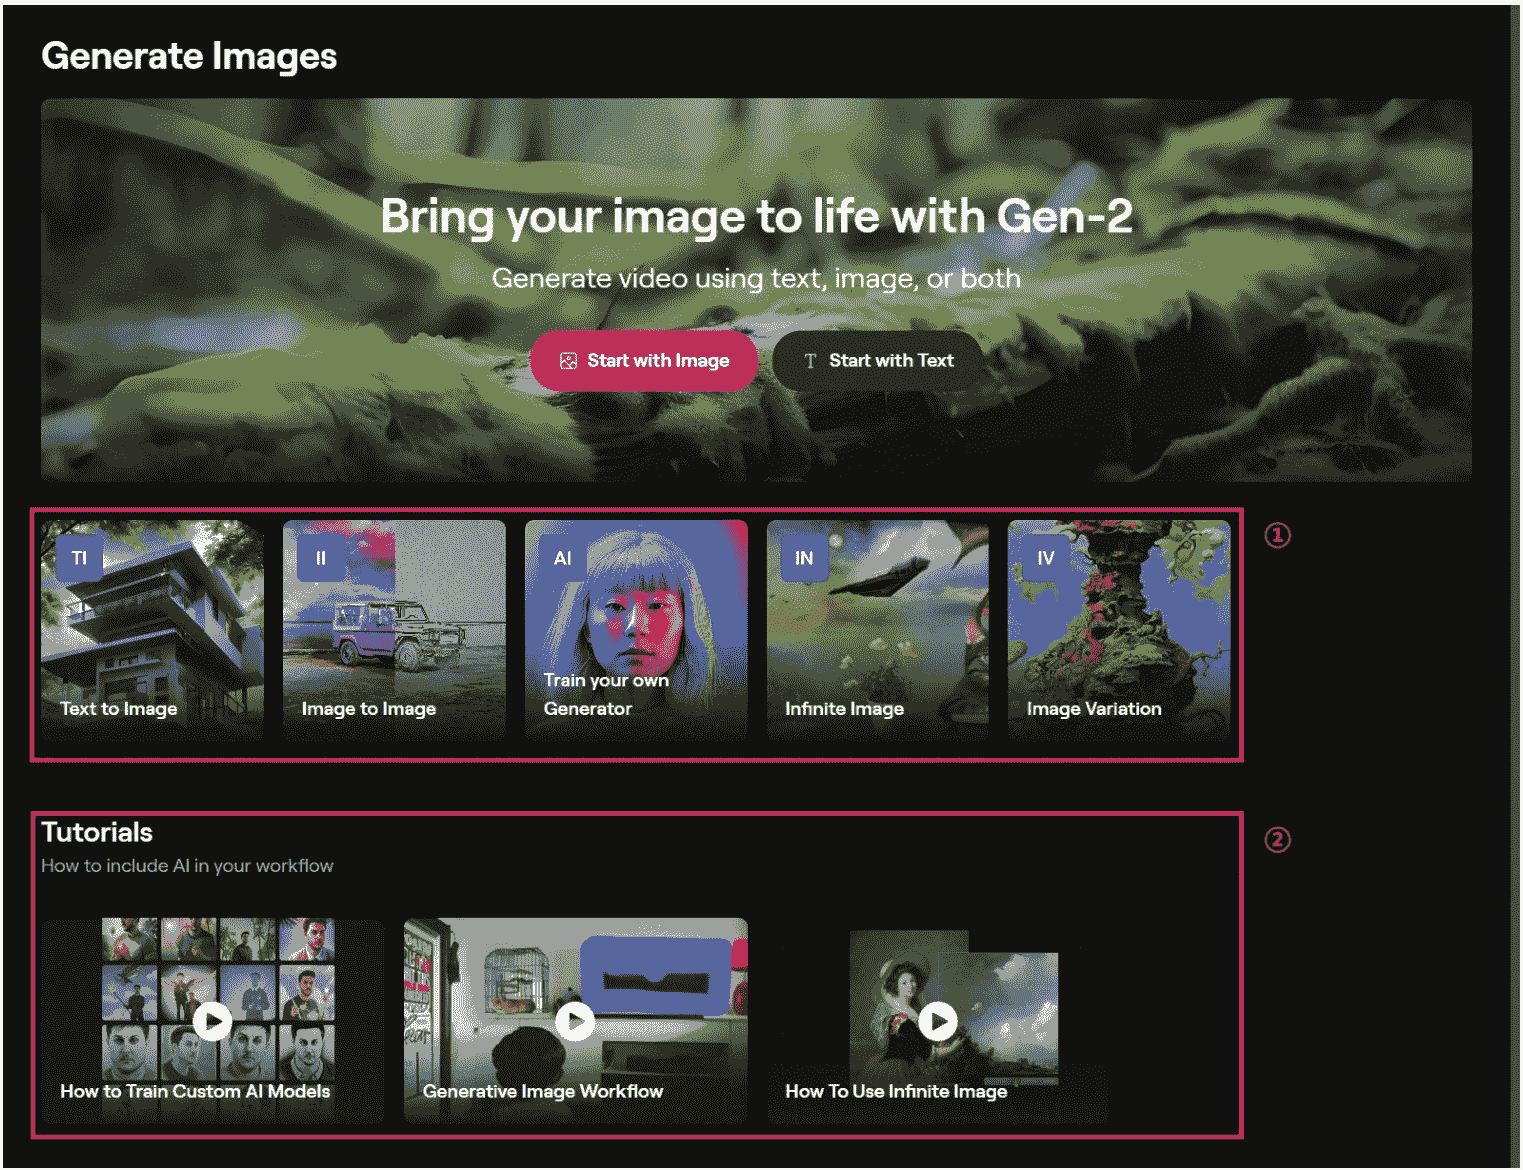 Generate Images
Bring your image to life with Gen-2
Generate video using text, image, or both
Start with Image
T Start with Text
①
TI
II
AI
IN
IV
Text to Image
Image to Image
Train your own
Generator
Infinite Image
Image Variation
②
Tutorials
How to include AI in your workflow
How to Train Custom AI Models
Generative Image Workflow
How To Use Infinite Image